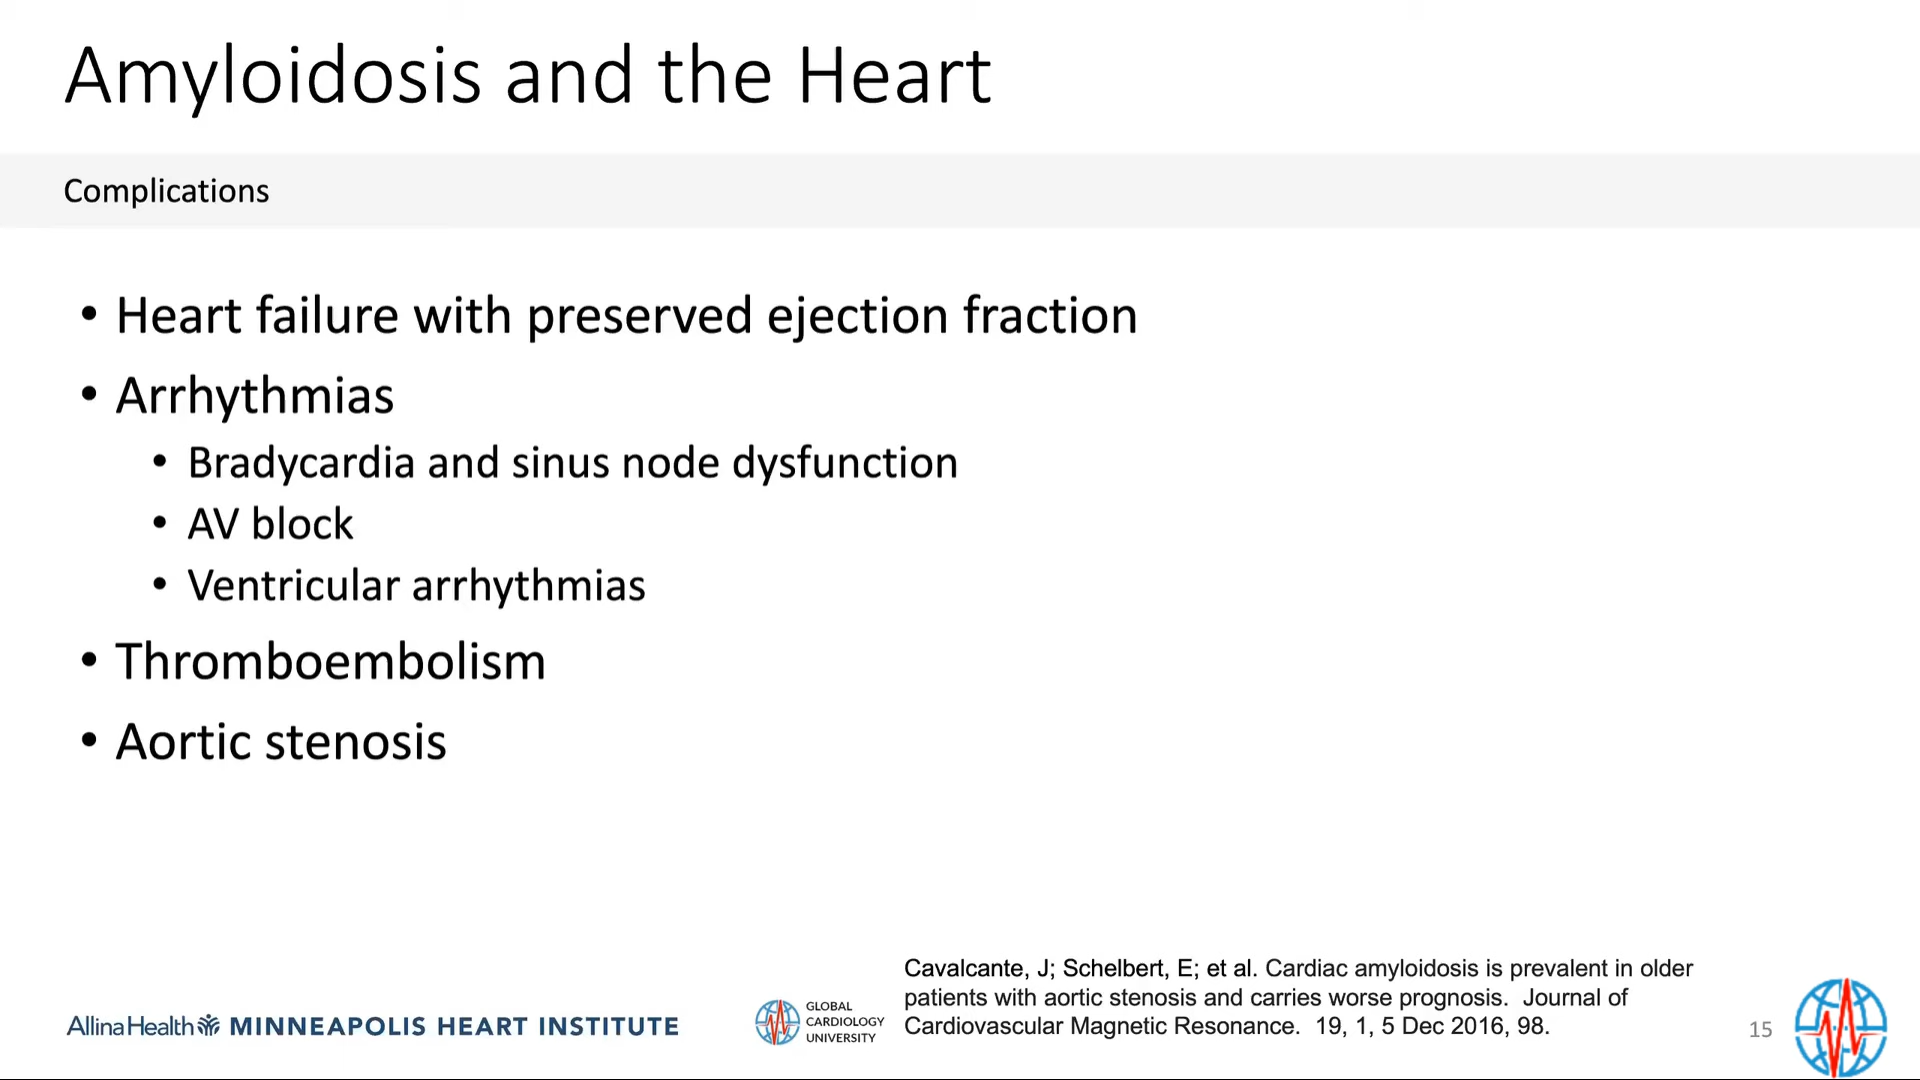 Amyloidosis and the Heart
Complications
• Heart failure with preserved ejection fraction
• Arrhythmias
• Bradycardia and sinus node dysfunction
• AV block
• Ventricular arrhythmias
• Thromboembolism
• Aortic stenosis
Cavalcante, J; Schelbert, E; et al. Cardiac amyloidosis is prevalent in older
patients with aortic stenosis and carries worse prognosis.  Journal of
Cardiovascular Magnetic Resonance.  19, 1, 5 Dec 2016, 98.
AllinaHealth MINNEAPOLIS HEART INSTITUTE
GLOBAL
CARDIOLOGY
UNIVERSITY
15